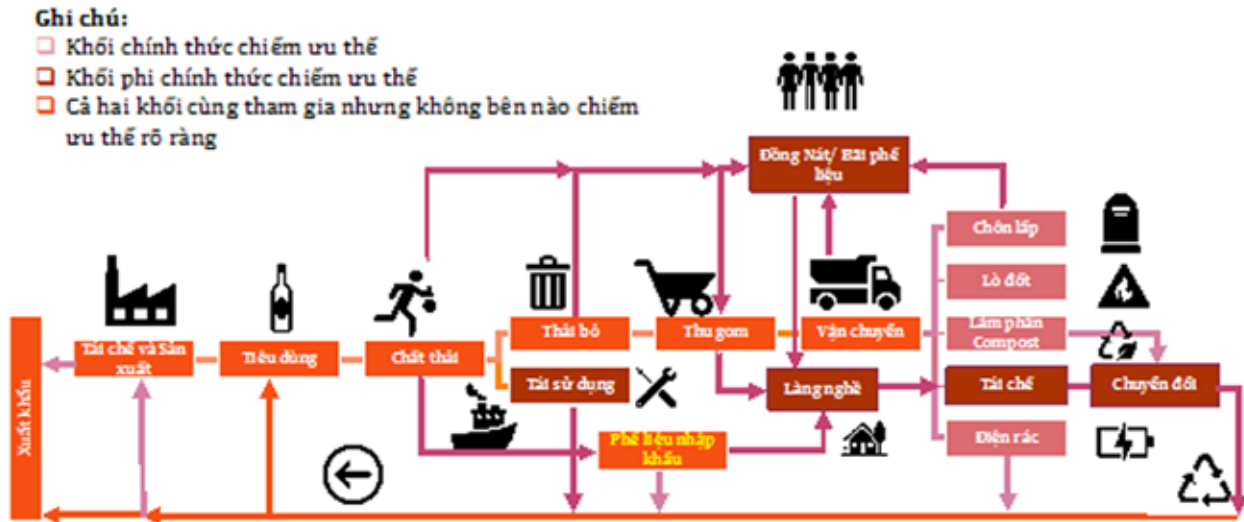 Ghi chú:
Khối chính thức chiếm ưu thế
Khối phi chính thức chiếm ưu thế
Cả hai khối cùng tham gia nhưng không bên nào chiếm
ưu thế rõ ràng
Đồng Nát/ Bãi phế
liệu
Chôn lấp
Lò đốt
Thải bỏ
Thu gom
Vận chuyển
Làm phân
Compost
Tái chế và Sản
xuất
Tiêu dùng
Chất thải
Tái sử dụng
Làng nghề
Tái chế
Chuyển đổi
Phế liệu nhập
khẩu
Điện rác
Xuất khẩu